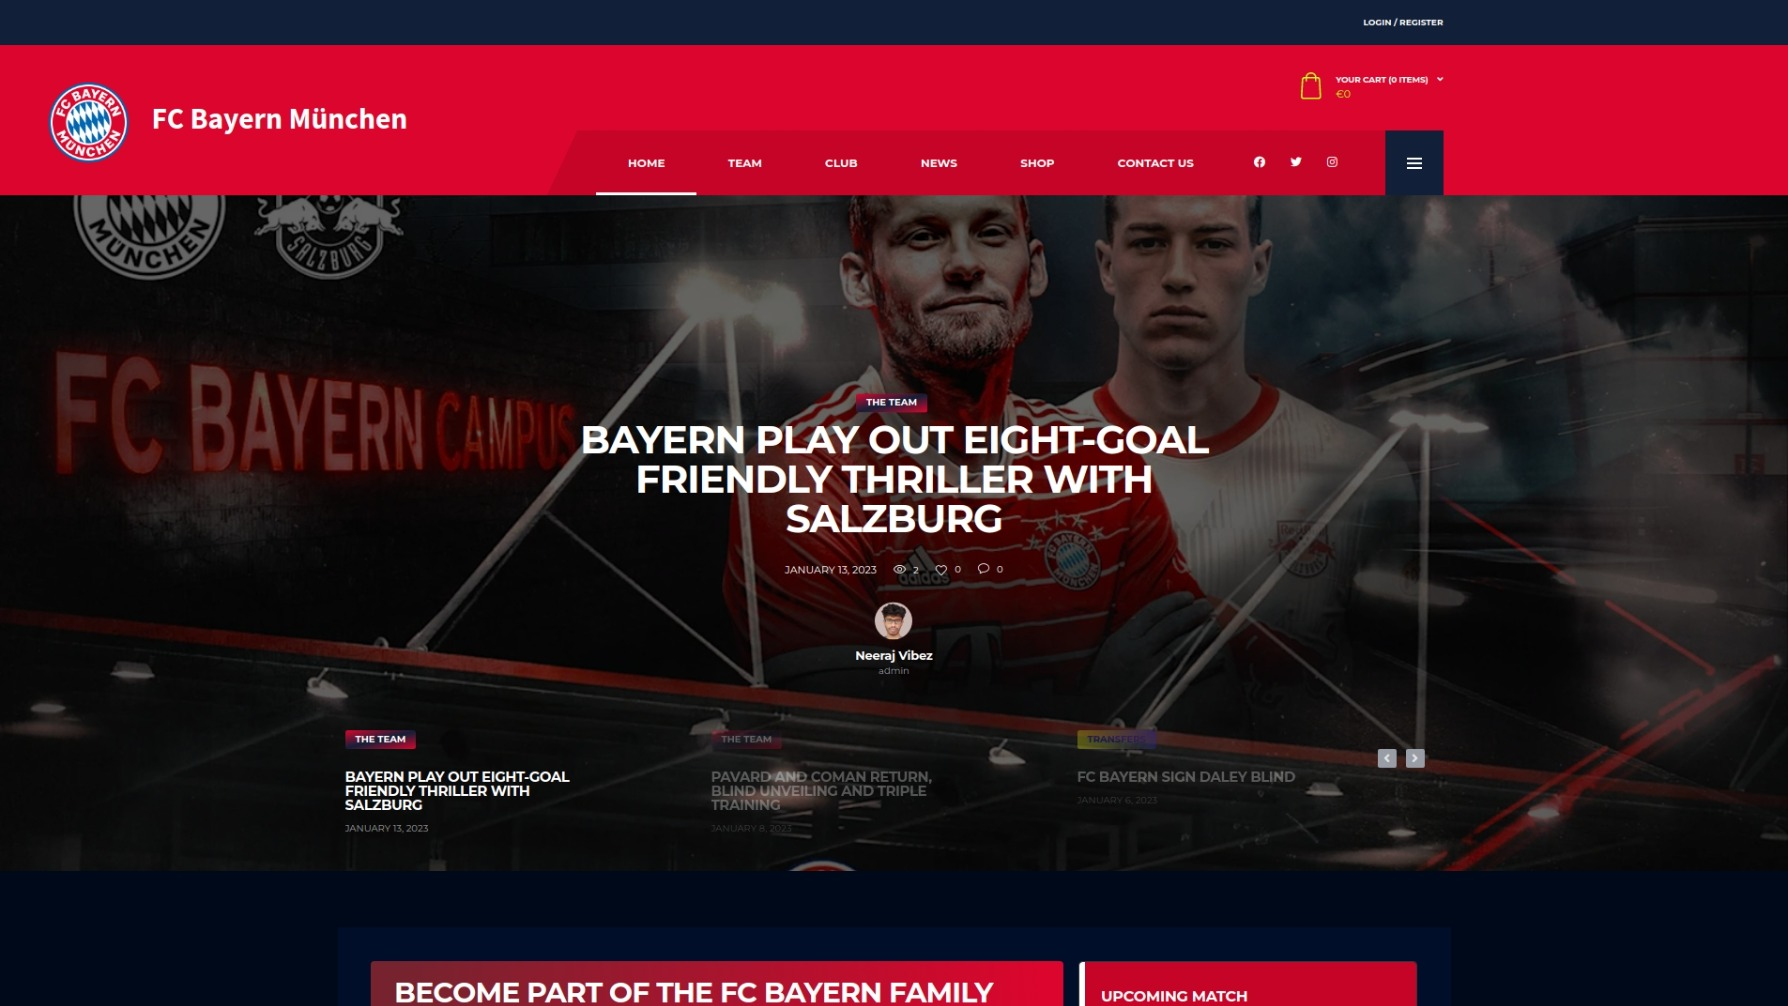 LOGIN / REGISTER
FC BAYERN
MÜNCHEN
FC Bayern München
YOUR CART (0 ITEMS)
€0
HOME
TEAM
CLUB
NEWS
SHOP
CONTACT US
MÜNCHEN
SALZBURG
FC BAYERN CAMPUS
THE TEAM
BAYERN PLAY OUT EIGHT-GOAL
FRIENDLY THRILLER WITH
SALZBURG
JANUARY 13, 2023
2
0
0
adidas
FC BAYERN
MÜNCHEN
Neeraj Vibez
admin
THE TEAM
BAYERN PLAY OUT EIGHT-GOAL
FRIENDLY THRILLER WITH
SALZBURG
JANUARY 13, 2023
THE TEAM
PAVARD AND COMAN RETURN,
BLIND UNVEILING AND TRIPLE
TRAINING
JANUARY 8, 2023
TRANSFERS
FC BAYERN SIGN DALEY BLIND
JANUARY 6, 2023
BECOME PART OF THE FC BAYERN FAMILY
UPCOMING MATCH